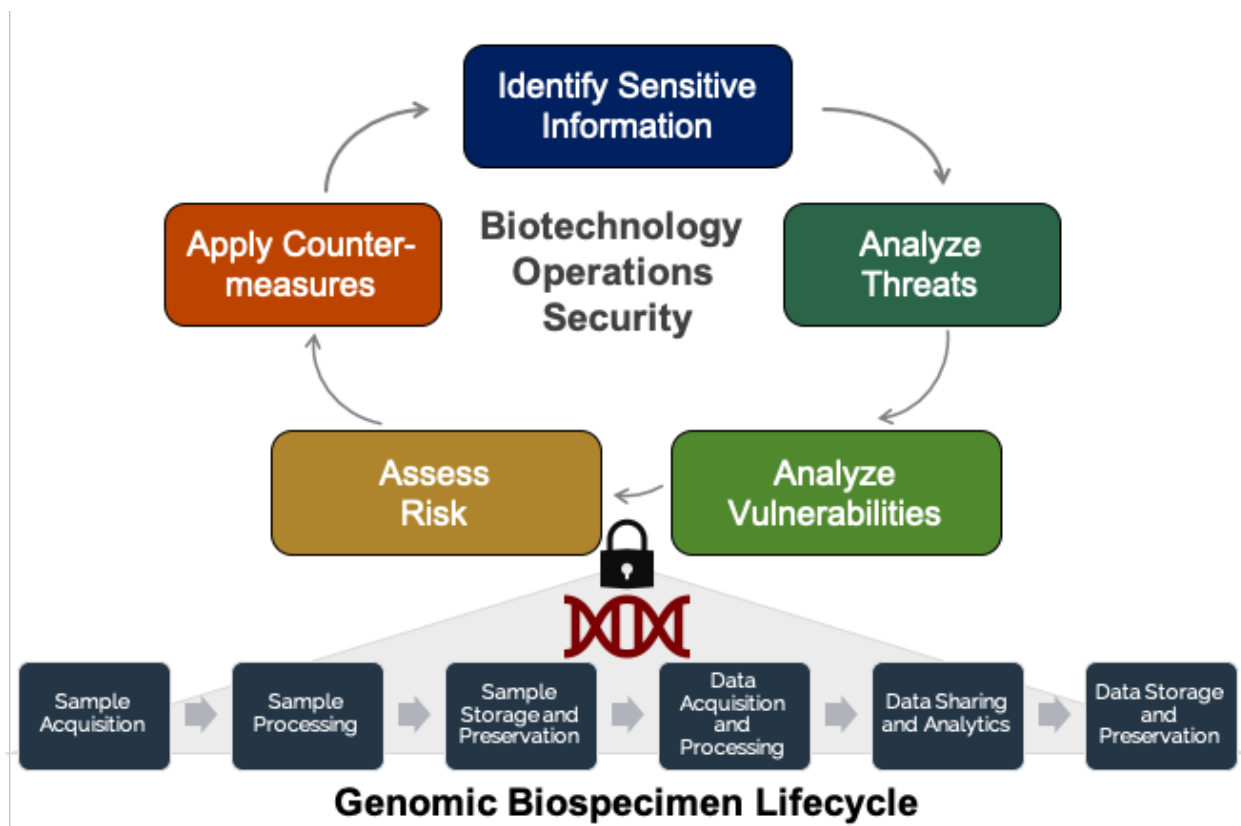 Identify Sensitive
Information
Apply Counter-
measures
Biotechnology
Operations
Security
Analyze
Threats
Assess
Risk
Analyze
Vulnerabilities
Sample
Acquisition
Sample
Processing
Sample
Storage and
Preservation
Data
Acquisition
and
Processing
Data Sharing
and Analytics
Data Storage
and
Preservation
Genomic Biospecimen Lifecycle